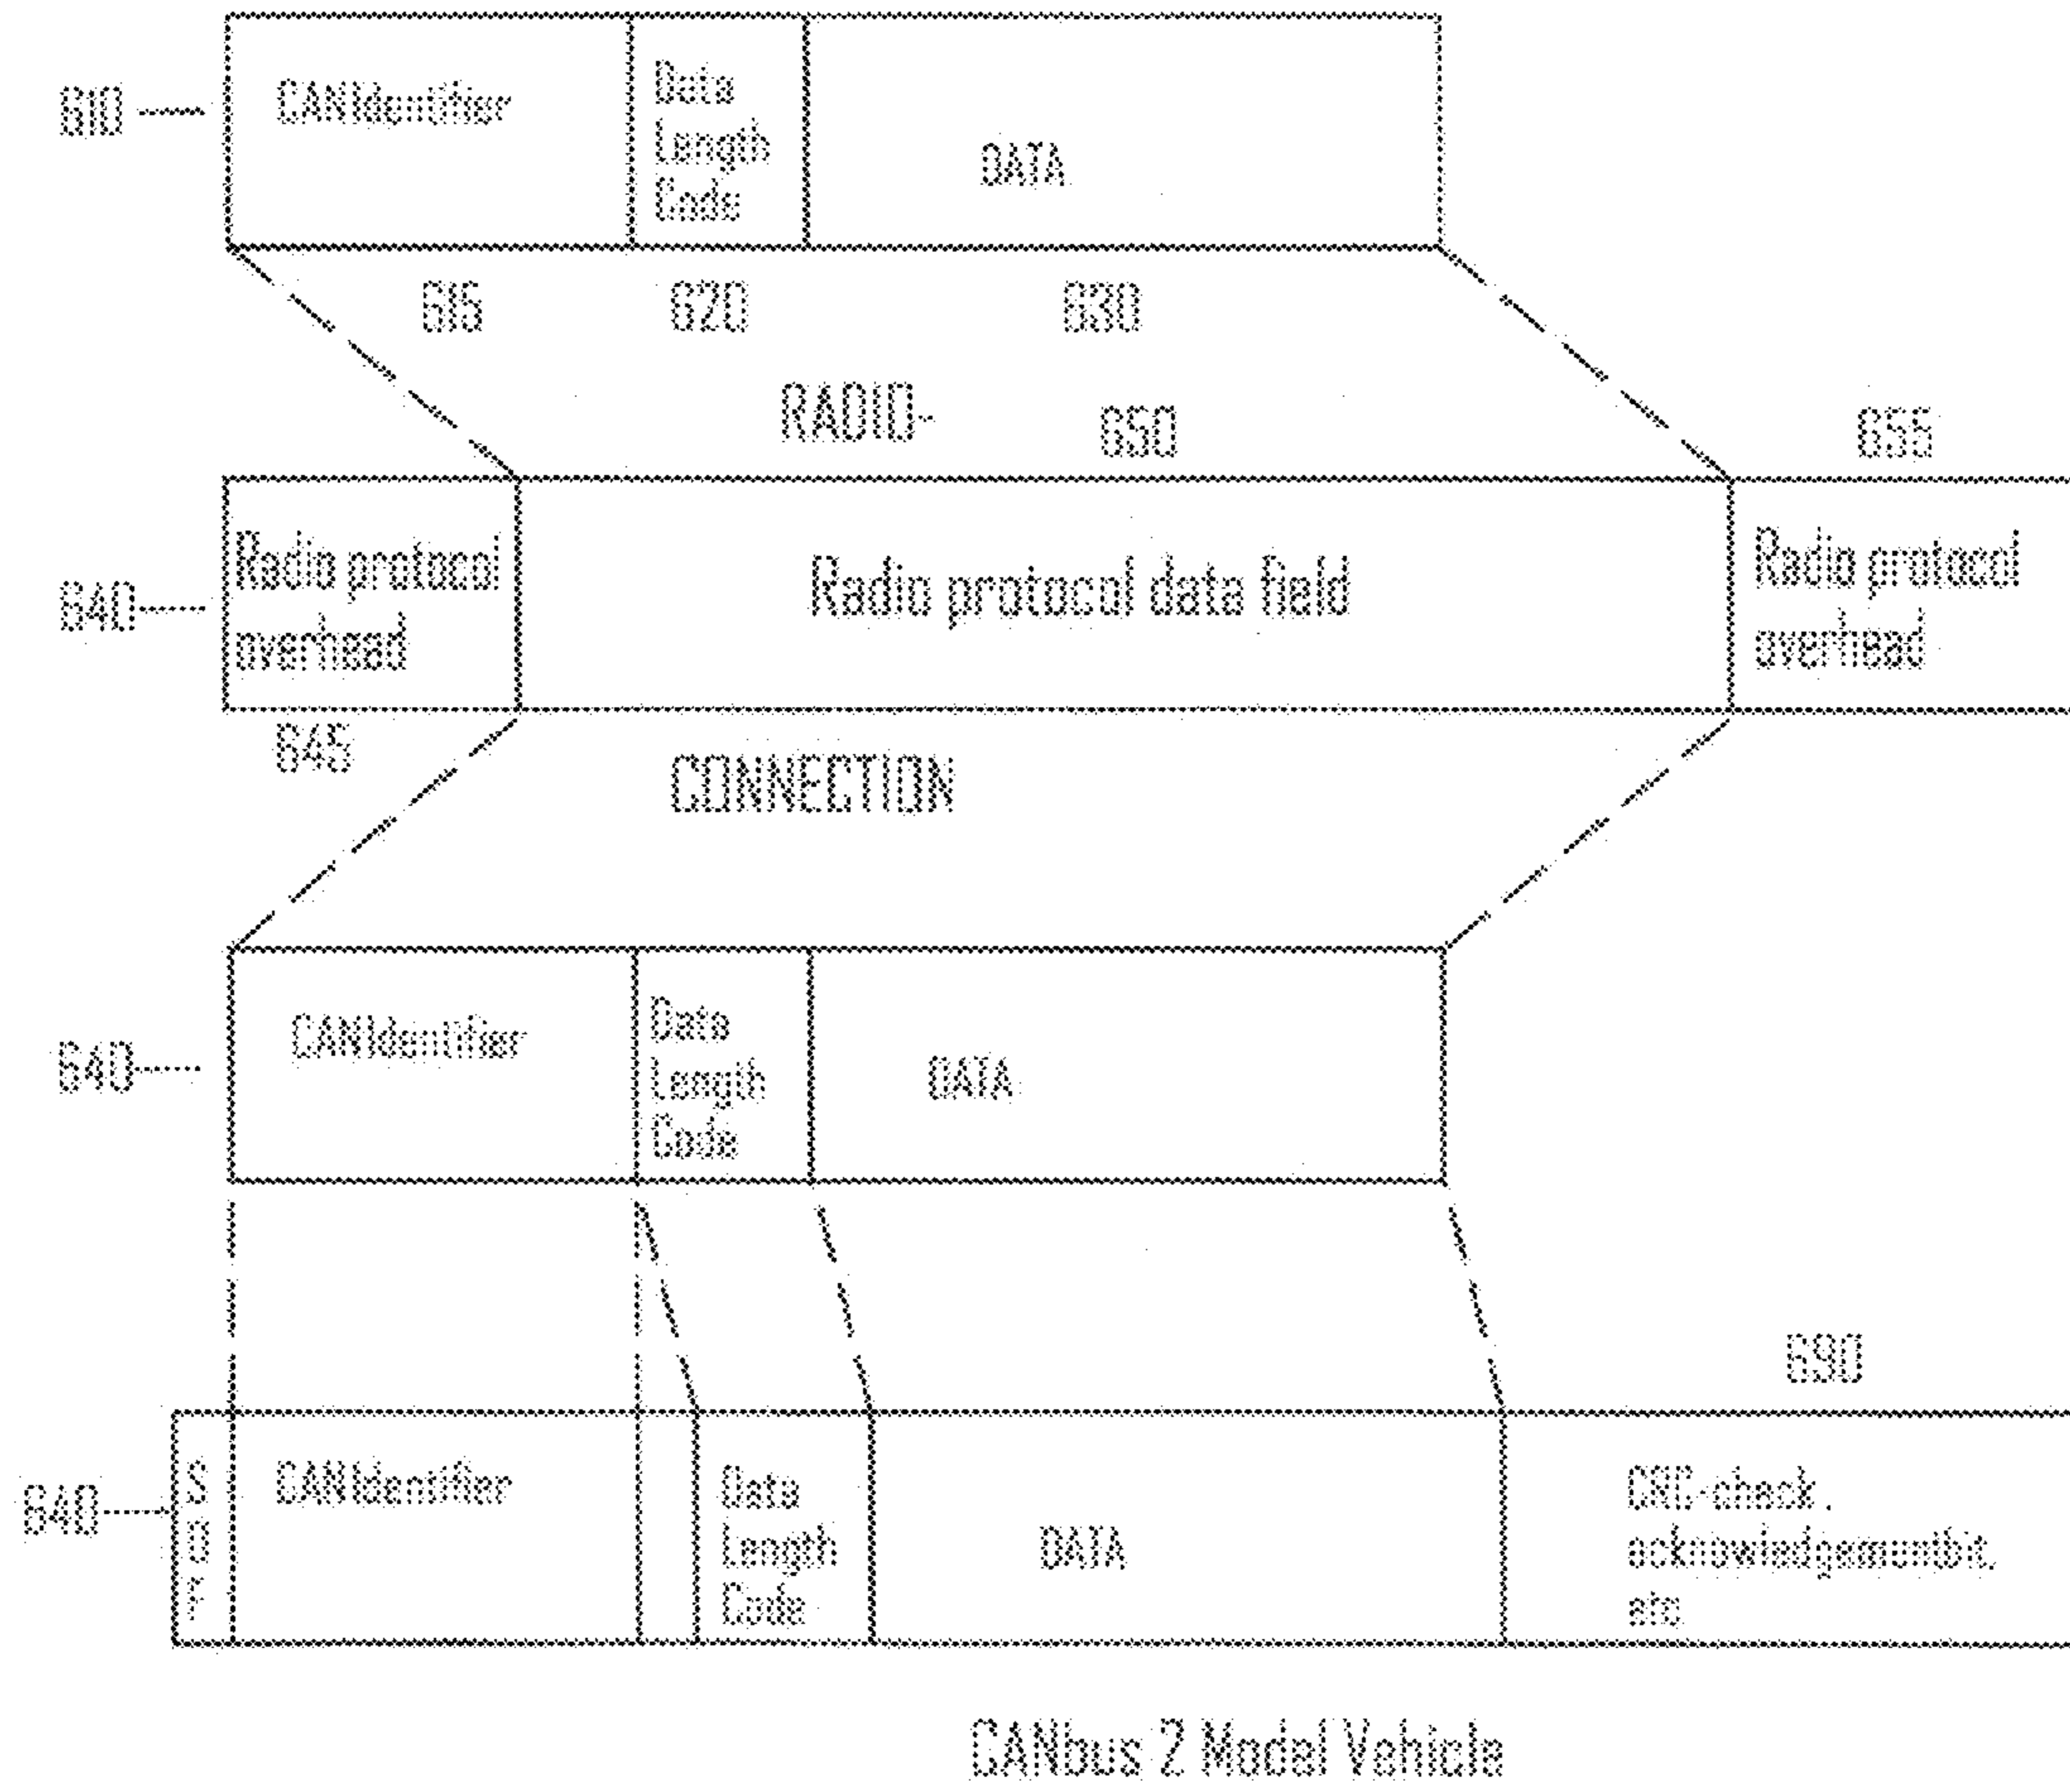 610
CANIdentifier
Data
Length
Code
DATA
615
620
630
RADIO-
650
655
640
Radio protocol
overhead
Radio protocol data field
Radio protocol
overhead
645
CONNECTION
640
CANIdentifier
Data
Length
Code
DATA
690
640
S
O
F
CANIdentifier
Data
Length
Code
DATA
CRC-check,
acknowledgementbit,
etc
CANbus 2 Model Vehicle